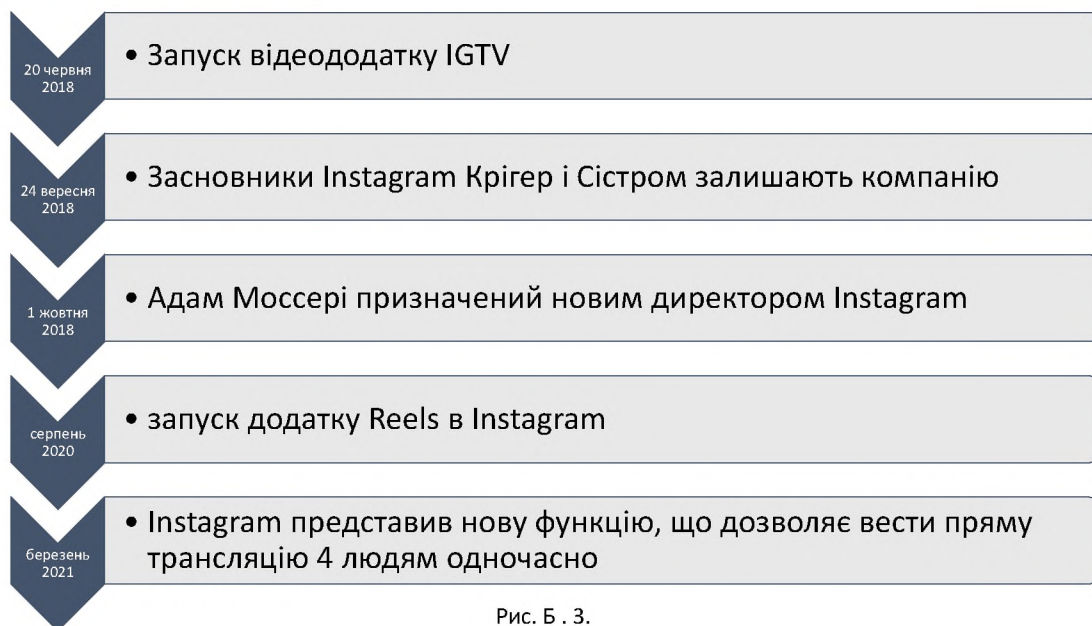 20 червня
2018
• Запуск відеододатку IGTV
24 вересня
2018
• Засновники Instagram Крігер і Сістром залишають компанію
1 жовтня
2018
• Адам Моссері призначений новим директором Instagram
серпень
2020
• запуск додатку Reels в Instagram
березень
2021
• Instagram представив нову функцію, що дозволяє вести пряму
трансляцію 4 людям одночасно
Рис. Б . 3.